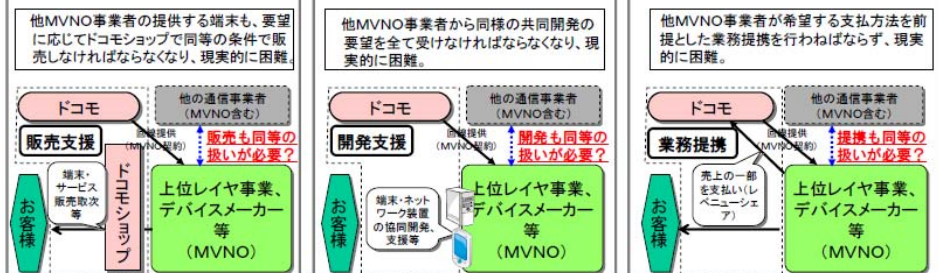 他MVNO事業者の提供する端末も、要望
に応じてドコモショップで同等の条件で販
売しなければならなくなり、現実的に困難。
ドコモ
他の通信事業者
(MVNO含む)
販売支援
回線提供
(MVNO契約)
販売も同等の
扱いが必要?
端末・
サービス
販売取次
等
ドコモショップ
お客様
上位レイヤ事業、
デバイスメーカー
等
(MVNO)
他MVNO事業者から同様の共同開発の
要望を全て受けなければならなくなり、現
実的に困難。
ドコモ
他の通信事業者
(MVNO含む)
開発支援
回線提供
(MVNO契約)
開発も同等の
扱いが必要?
端末・ネット
ワーク装置
の協同開発、
支援等
お客様
上位レイヤ事業、
デバイスメーカー
等
(MVNO)
他MVNO事業者が希望する支払方法を前
提とした業務提携を行わねばならず、現実
的に困難。
ドコモ
他の通信事業者
(MVNO含む)
業務提携
回線提供
(MVNO契約)
提携も同等の
扱いが必要?
売上の一部
を支払い(レ
ベニューシェ
ア)
お客様
上位レイヤ事業、
デバイスメーカー
等
(MVNO)